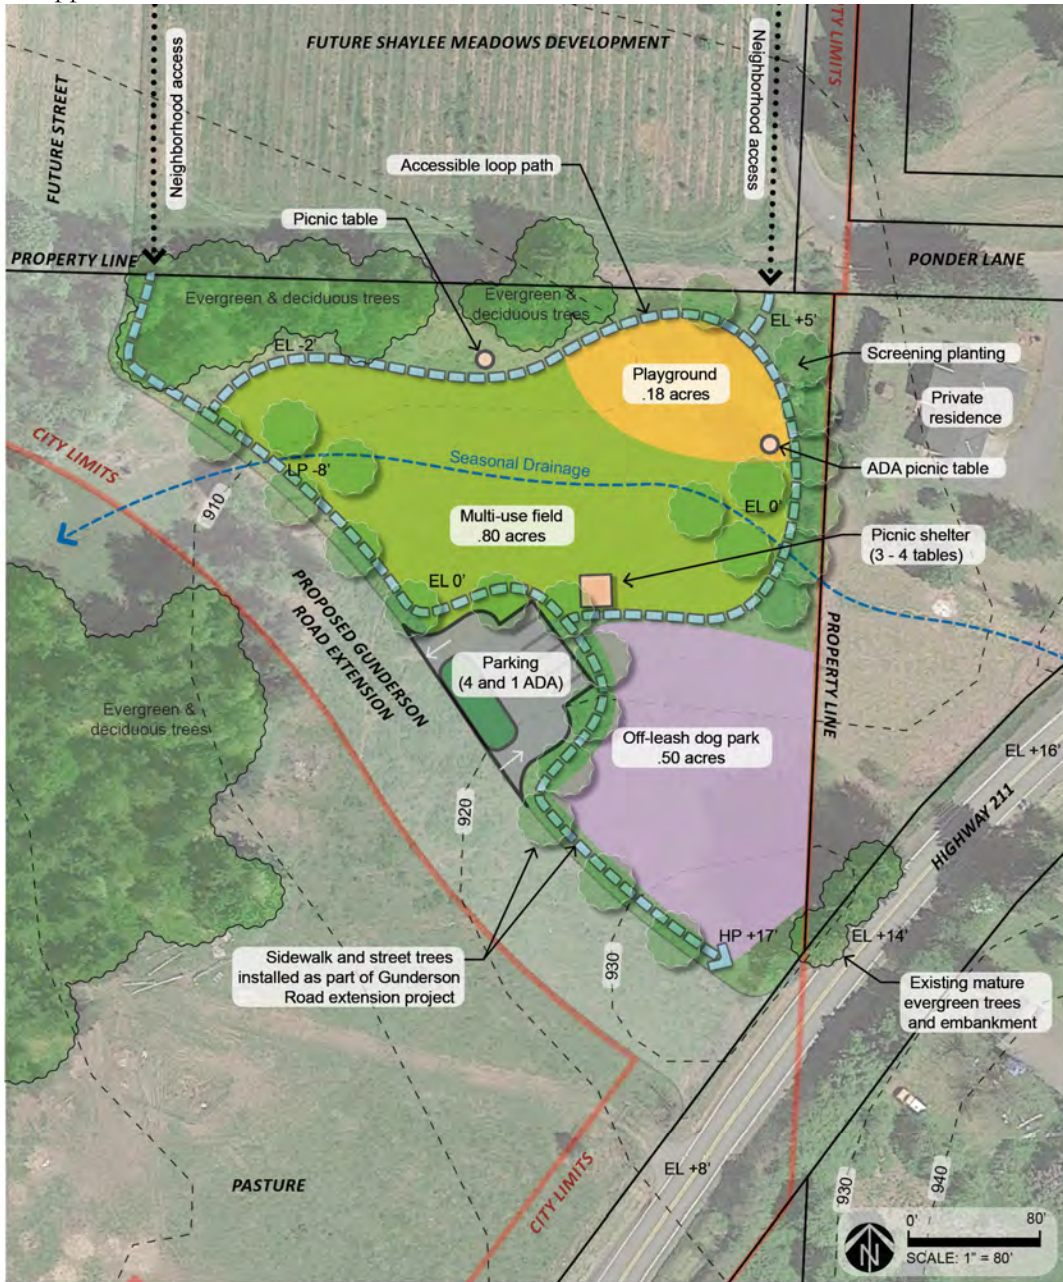 FUTURE SHAYLEE MEADOWS DEVELOPMENT
CITY LIMITS
FUTURE STREET
Neighborhood access
Neighborhood access
Accessible loop path
Picnic table
PROPERTY LINE
PONDER LANE
Evergreen & deciduous trees
Evergreen &
deciduous trees
EL +5'
EL -2'
Screening planting
Playground
.18 acres
Private
residence
CITY LIMITS
LP -8'
Seasonal Drainage
ADA picnic table
910
EL 0'
Multi-use field
.80 acres
Picnic shelter
(3 - 4 tables)
EL 0'
PROPOSED GUNDERSON
ROAD EXTENSION
PROPERTY LINE
Parking
(4 and 1 ADA)
Evergreen &
deciduous trees
Off-leash dog park
.50 acres
EL +16'
920
HIGHWAY 211
HP +17'
EL +14'
Sidewalk and street trees
installed as part of Gunderson
Road extension project
930
Existing mature
evergreen trees
and embankment
CITY LIMITS
EL +8'
PASTURE
930
940
N
0'
80'
SCALE: 1" = 80'